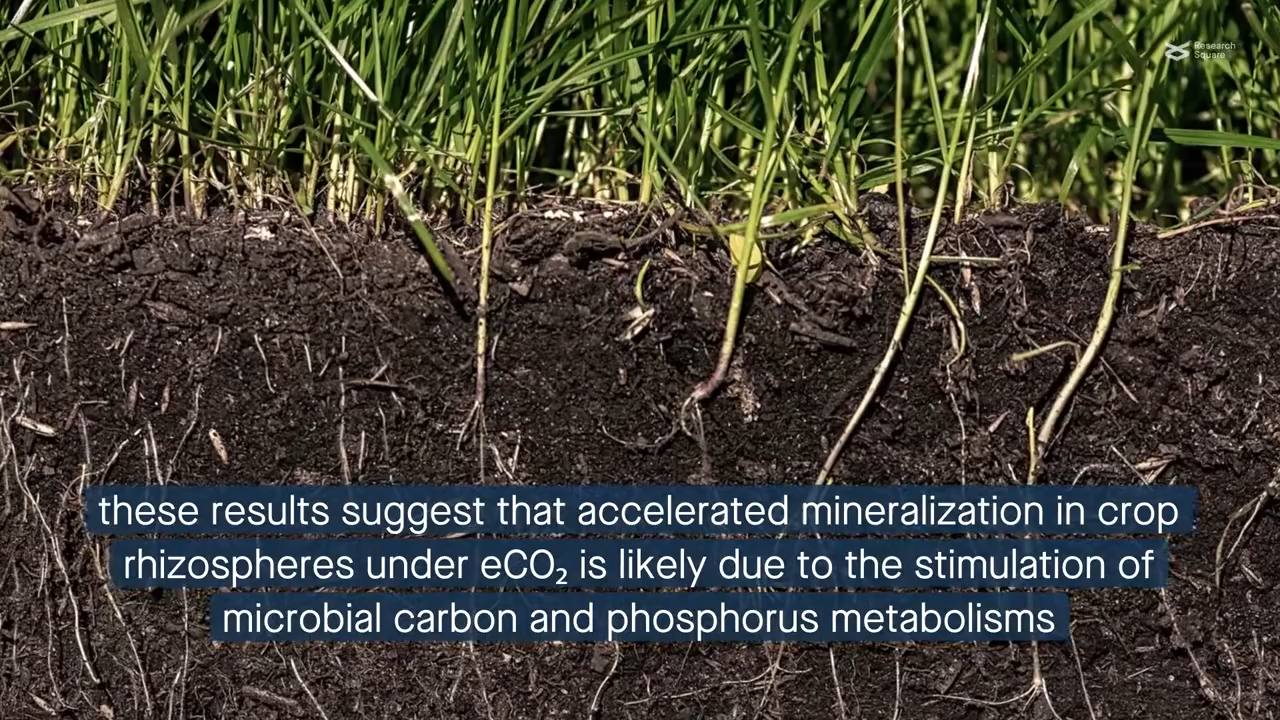 Research
Square
these results suggest that accelerated mineralization in crop
rhizospheres under eCO₂ is likely due to the stimulation of
microbial carbon and phosphorus metabolisms